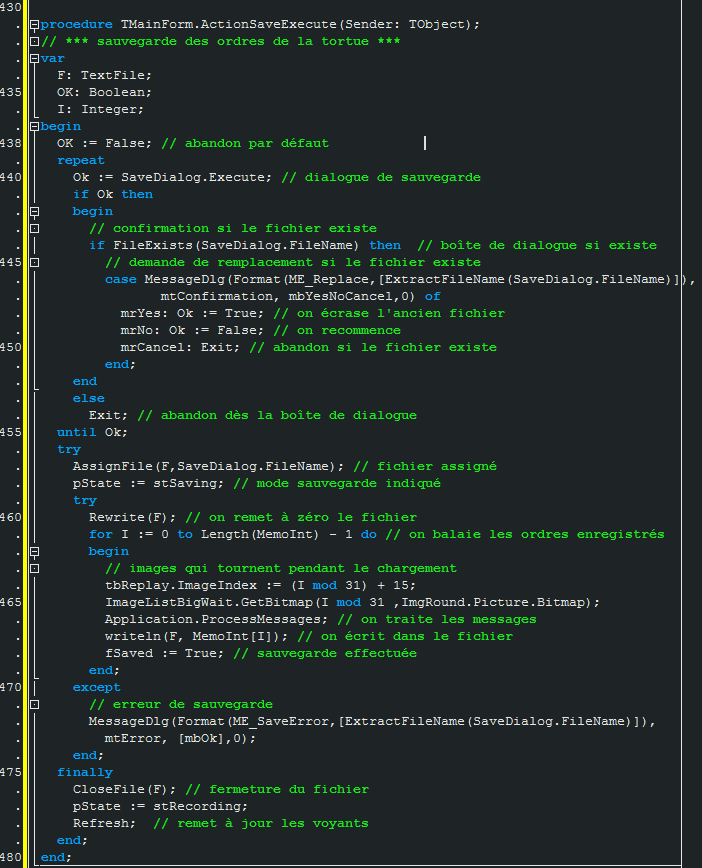 430
procedure TMainForm.ActionSaveExecute(Sender: TObject);
// *** sauvegarde des ordres de la tortue ***
var
F: TextFile;
435 OK: Boolean;
I: Integer;
begin
438 OK := False; // abandon par défaut
repeat
440 Ok := SaveDialog.Execute; // dialogue de sauvegarde
if Ok then
begin
// confirmation si le fichier existe
if FileExists(SaveDialog.FileName) then  // boîte de dialogue si existe
445 // demande de remplacement si le fichier existe
case MessageDlg(Format(ME_Replace,[ExtractFileName(SaveDialog.FileName)]),
mtConfirmation, mbYesNoCancel,0) of
mrYes: Ok := True; // on écrase l'ancien fichier
mrNo: Ok := False; // on recommence
450 mrCancel: Exit; // abandon si le fichier existe
end;
end
else
Exit; // abandon dès la boîte de dialogue
455 until Ok;
try
AssignFile(F,SaveDialog.FileName); // fichier assigné
pState := stSaving; // mode sauvegarde indiqué
try
460 Rewrite(F); // on remet à zéro le fichier
for I := 0 to Length(MemoInt) - 1 do // on balaie les ordres enregistrés
begin
// images qui tournent pendant le chargement
tbReplay.ImageIndex := (I mod 31) + 15;
465 ImageListBigWait.GetBitmap(I mod 31 ,ImgRound.Picture.Bitmap);
Application.ProcessMessages; // on traite les messages
writeln(F, MemoInt[I]); // on écrit dans le fichier
fSaved := True; // sauvegarde effectuée
end;
470 except
// erreur de sauvegarde
MessageDlg(Format(ME_SaveError,[ExtractFileName(SaveDialog.FileName)]),
mtError, [mbOk],0);
end;
475 finally
CloseFile(F); // fermeture du fichier
pState := stRecording;
Refresh;  // remet à jour les voyants
end;
480 end;